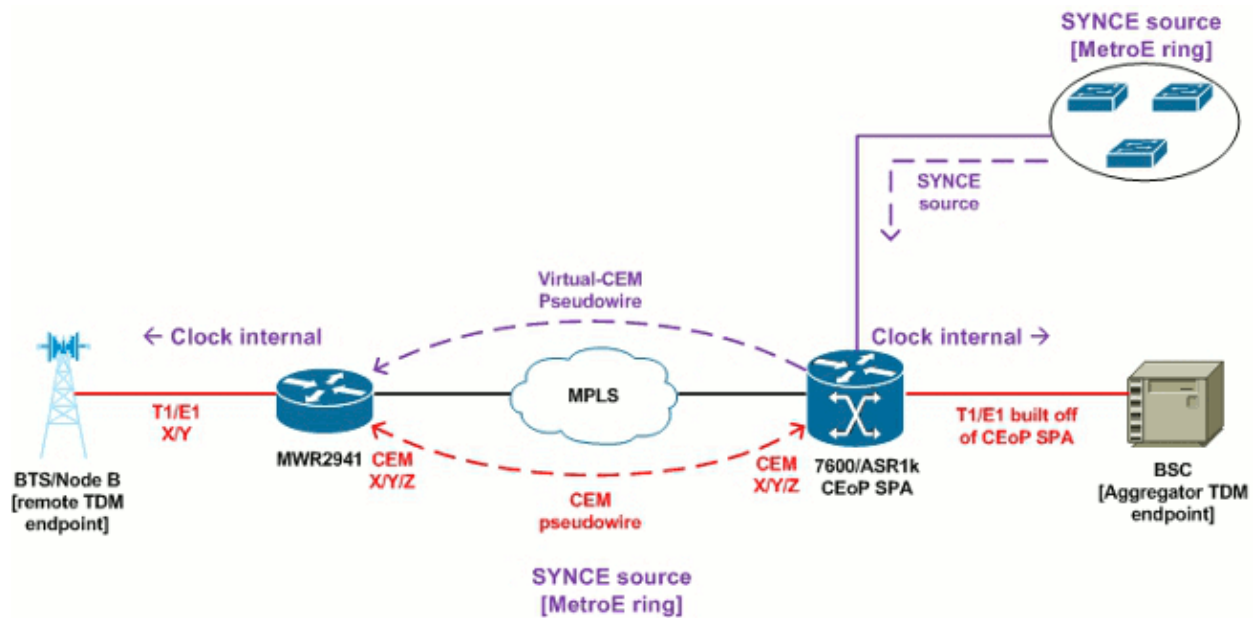 SYNCE source
[MetroE ring]
SYNCE
source
Virtual-CEM
Pseudowire
← Clock internal
Clock internal →
MPLS
T1/E1
X/Y
T1/E1 built off
of CEoP SPA
MWR2941
CEM
X/Y/Z
CEM
X/Y/Z
7600/ASR1k
CEoP SPA
BTS/Node B
[remote TDM
endpoint]
BSC
[Aggregator TDM
endpoint]
CEM
pseudowire
SYNCE source
[MetroE ring]